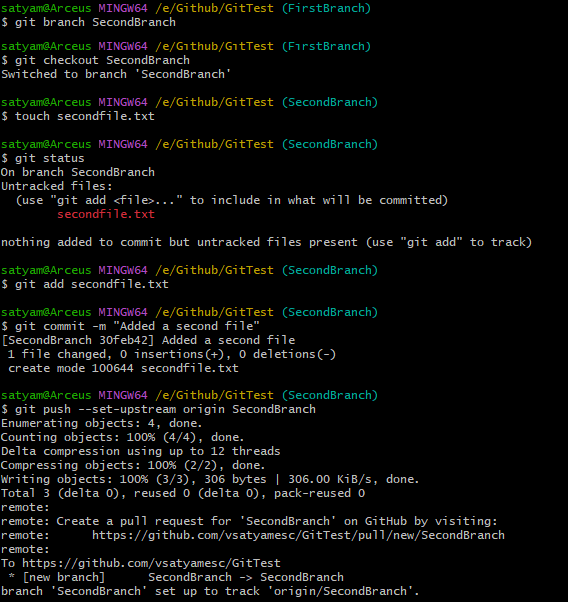 satyam@Arceus MINGW64 /e/Github/GitTest (FirstBranch)
$ git branch SecondBranch
satyam@Arceus MINGW64 /e/Github/GitTest (FirstBranch)
$ git checkout SecondBranch
Switched to branch 'SecondBranch'
satyam@Arceus MINGW64 /e/Github/GitTest (SecondBranch)
$ touch secondfile.txt
satyam@Arceus MINGW64 /e/Github/GitTest (SecondBranch)
$ git status
On branch SecondBranch
Untracked files:
  (use "git add <file>..." to include in what will be committed)
        secondfile.txt
nothing added to commit but untracked files present (use "git add" to track)
satyam@Arceus MINGW64 /e/Github/GitTest (SecondBranch)
$ git add secondfile.txt
satyam@Arceus MINGW64 /e/Github/GitTest (SecondBranch)
$ git commit -m "Added a second file"
[SecondBranch 30feb42] Added a second file
 1 file changed, 0 insertions(+), 0 deletions(-)
 create mode 100644 secondfile.txt
satyam@Arceus MINGW64 /e/Github/GitTest (SecondBranch)
$ git push --set-upstream origin SecondBranch
Enumerating objects: 4, done.
Counting objects: 100% (4/4), done.
Delta compression using up to 12 threads
Compressing objects: 100% (2/2), done.
Writing objects: 100% (3/3), 306 bytes | 306.00 KiB/s, done.
Total 3 (delta 0), reused 0 (delta 0), pack-reused 0
remote:
remote: Create a pull request for 'SecondBranch' on GitHub by visiting:
remote:      https://github.com/vsatyamesc/GitTest/pull/new/SecondBranch
remote:
To https://github.com/vsatyamesc/GitTest
 * [new branch]      SecondBranch -> SecondBranch
branch 'SecondBranch' set up to track 'origin/SecondBranch'.